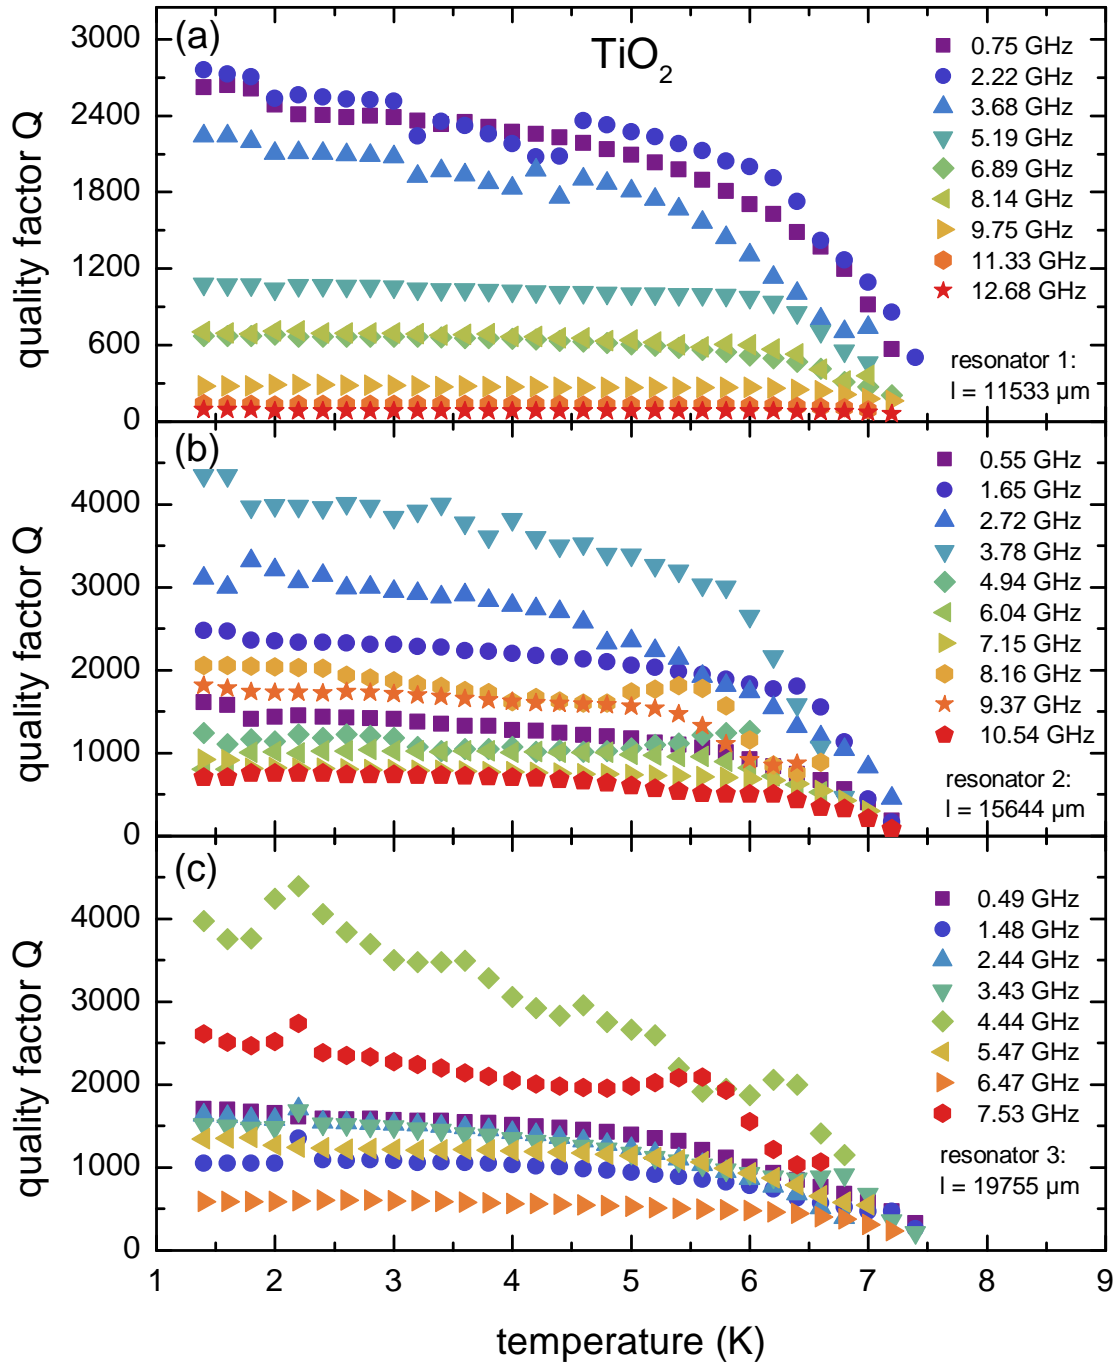 (a)
TiO2
3000
2400
1800
1200
600
0
quality factor Q
0.75 GHz
2.22 GHz
3.68 GHz
5.19 GHz
6.89 GHz
8.14 GHz
9.75 GHz
11.33 GHz
12.68 GHz
resonator 1:
l = 11533 µm
(b)
4000
3000
2000
1000
0
quality factor Q
0.55 GHz
1.65 GHz
2.72 GHz
3.78 GHz
4.94 GHz
6.04 GHz
7.15 GHz
8.16 GHz
9.37 GHz
10.54 GHz
resonator 2:
l = 15644 µm
(c)
4000
3000
2000
1000
0
quality factor Q
0.49 GHz
1.48 GHz
2.44 GHz
3.43 GHz
4.44 GHz
5.47 GHz
6.47 GHz
7.53 GHz
resonator 3:
l = 19755 µm
1 2 3 4 5 6 7 8 9
temperature (K)